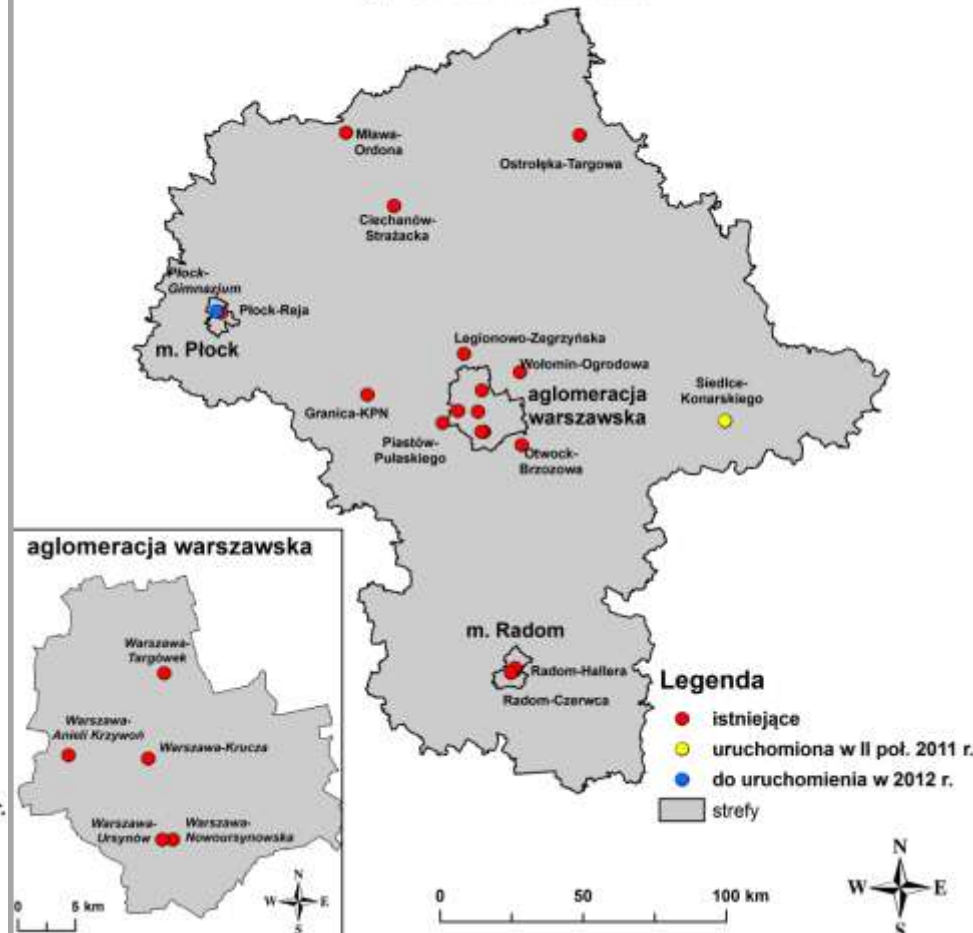 Mława-
Ordona
Ostrołęka-Targowa
Ciechanów-
Strażacka
Płock-
Gimnazjum
Płock-Reja
m. Płock
Legionowo-Zegrzyńska
Wołomin-Ogrodowa
aglomeracja
warszawska
Siedlce-
Konarskiego
Granica-KPN
Piastów-
Pułaskiego
Otwock-
Brzozowa
aglomeracja warszawska
Warszawa-
Targówek
Warszawa-
Anieli Krzywoń
Warszawa-Krucza
Warszawa-
Ursynów
Warszawa-
Nowoursynowska
N
W E
S
0 5 km
m. Radom
Radom-Hallera
Radom-Czerwca
Legenda
istniejące
uruchomiona w II poł. 2011 r.
do uruchomienia w 2012 r.
strefy
0 50 100 km
N
W E
S
r.